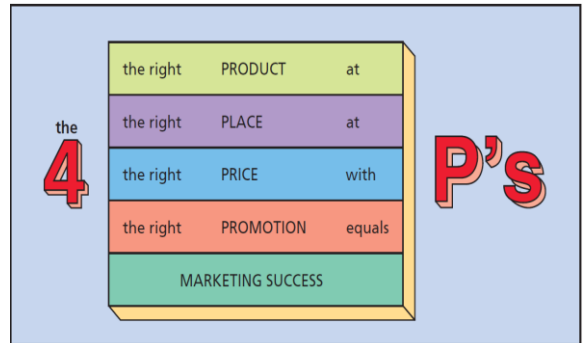 the
4
the right PRODUCT at
the right PLACE at
the right PRICE with
the right PROMOTION equals
MARKETING SUCCESS
P's